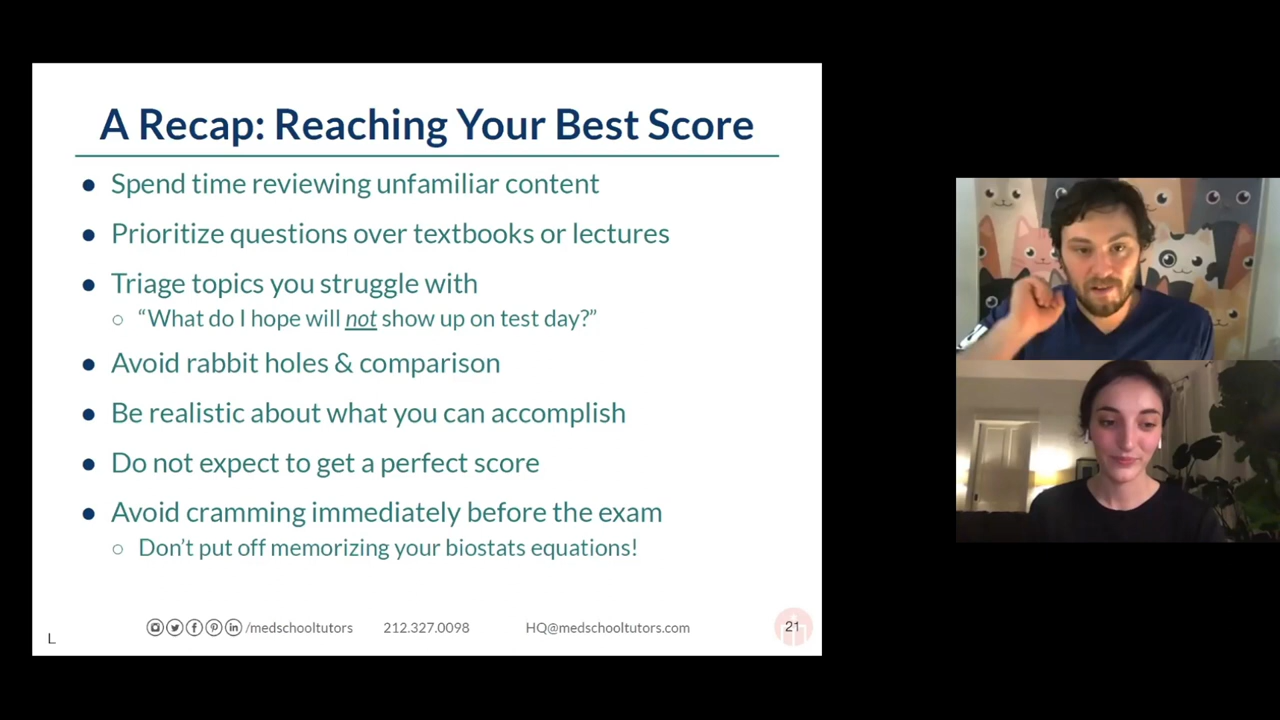 A Recap: Reaching Your Best Score
● Spend time reviewing unfamiliar content
● Prioritize questions over textbooks or lectures
● Triage topics you struggle with
○ “What do I hope will not show up on test day?”
● Avoid rabbit holes & comparison
● Be realistic about what you can accomplish
● Do not expect to get a perfect score
● Avoid cramming immediately before the exam
○ Don’t put off memorizing your biostats equations!
/medschooltutors 212.327.0098 HQ@medschooltutors.com 21
L